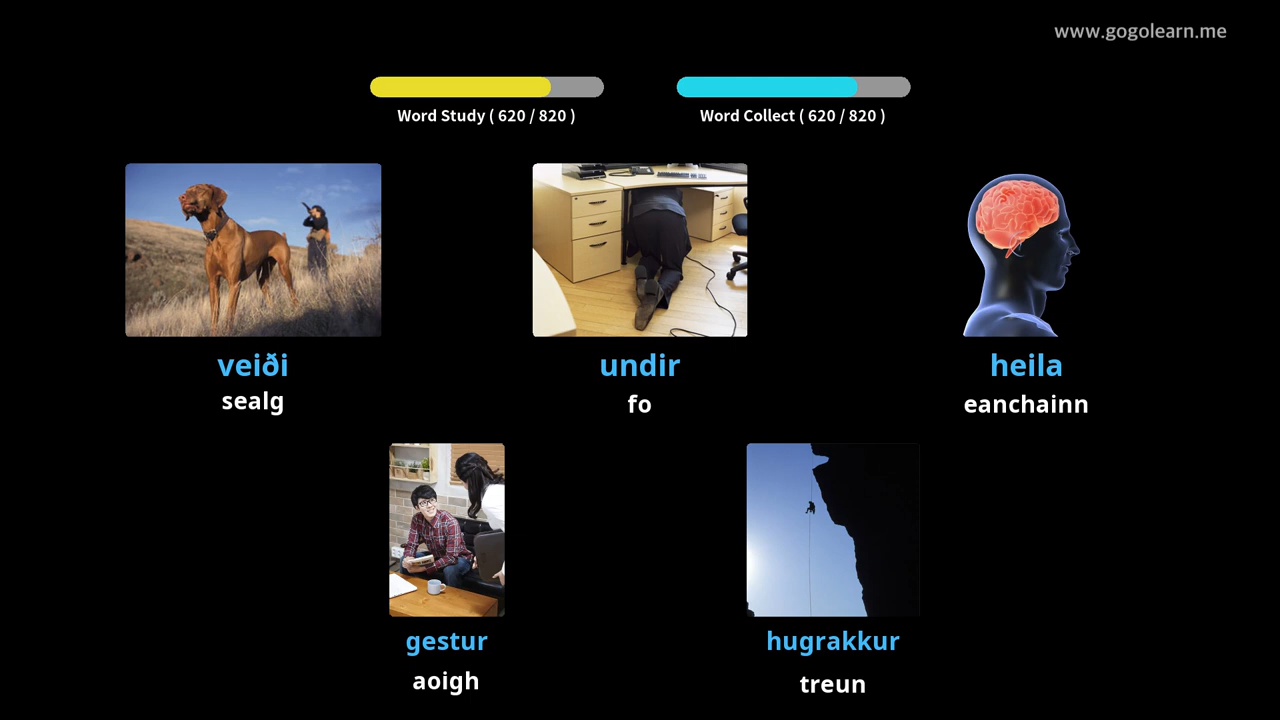 www.gogolearn.me
Word Study ( 620 / 820 )
Word Collect ( 620 / 820 )
veiði
sealg
undir
fo
heila
eanchainn
gestur
aoigh
hugrakkur
treun